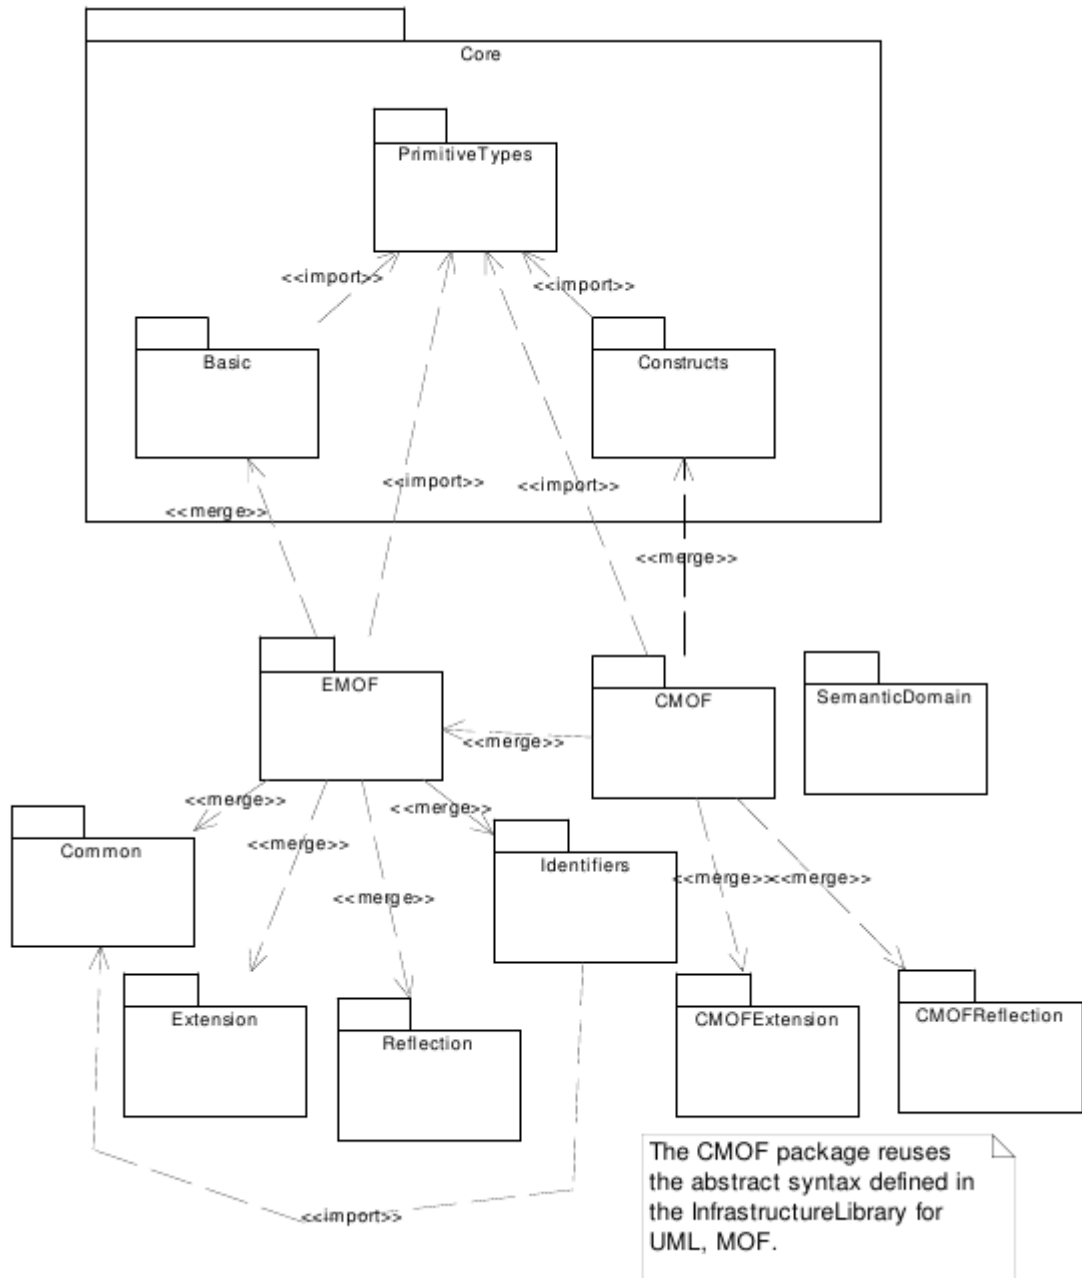 Core
PrimitiveTypes
<<import>>
<<import>>
Basic
Constructs
<<import>>
<<import>>
<<merge>>
<<merge>>
EMOF
CMOF
SemanticDomain
<<merge>>
<<merge>>
<<merge>>
Common
<<merge>>
Identifiers
<<merge>>
<<merge>>
<<merge>>
Extension
Reflection
CMOFExtension
CMOFReflection
<<import>>
The CMOF package reuses
the abstract syntax defined in
the InfrastructureLibrary for
UML, MOF.